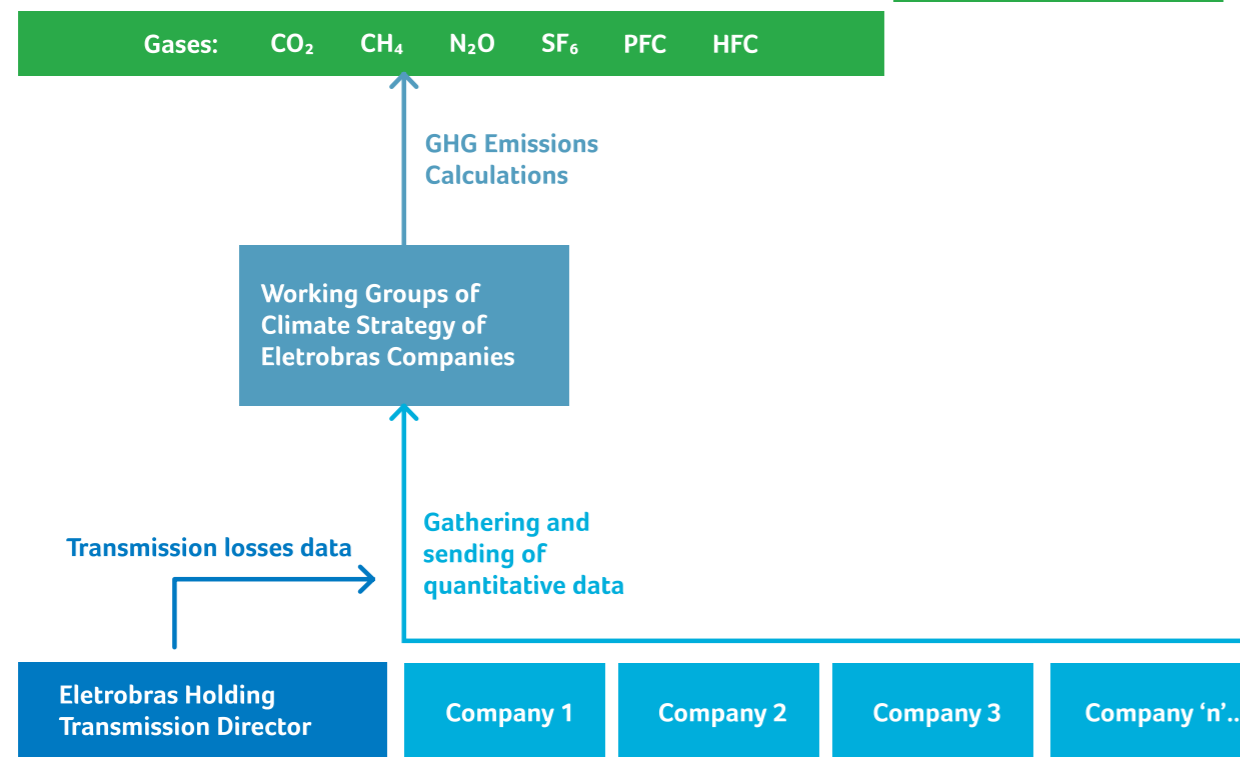 Gases: CO₂ CH₄ N₂O SF₆ PFC HFC
GHG Emissions
Calculations
Working Groups of
Climate Strategy of
Eletrobras Companies
Gathering and
sending of
quantitative data
Transmission losses data
Eletrobras Holding
Transmission Director
Company 1
Company 2
Company 3
Company ‘n’..